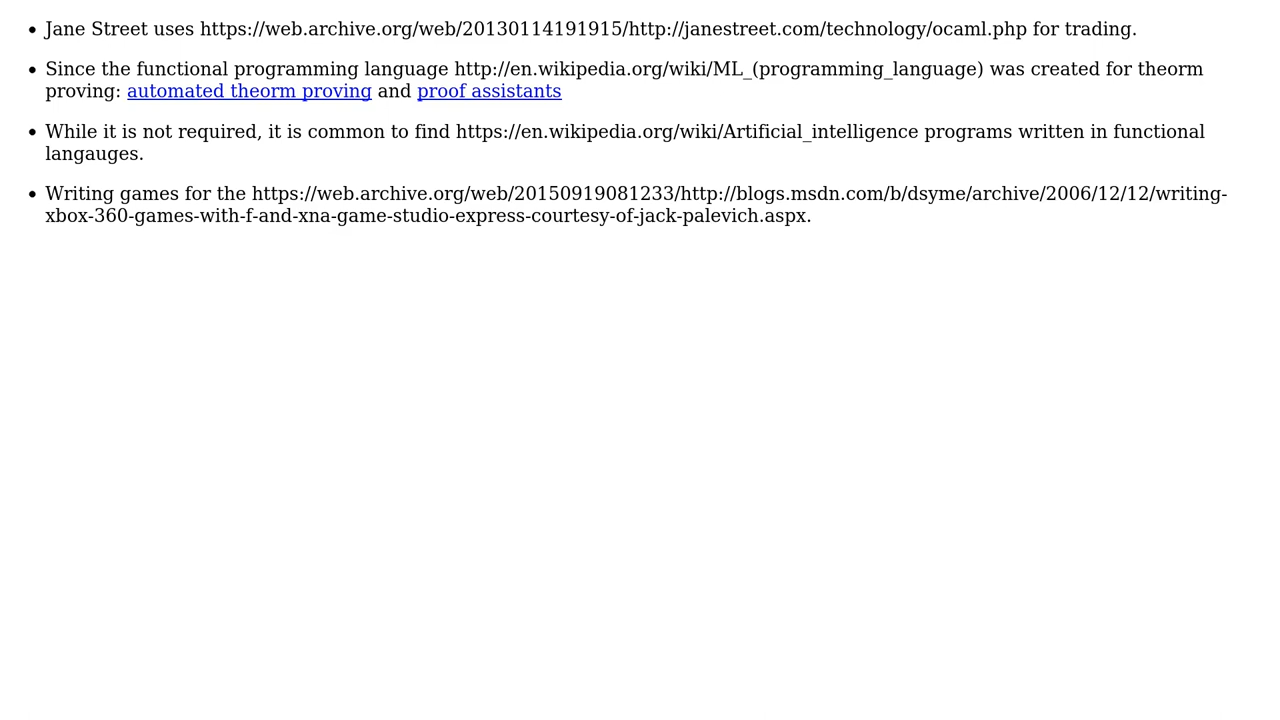 • Jane Street uses https://web.archive.org/web/20130114191915/http://janestreet.com/technology/ocaml.php for trading.
• Since the functional programming language http://en.wikipedia.org/wiki/ML_(programming_language) was created for theorm
proving: automated theorm proving and proof assistants
• While it is not required, it is common to find https://en.wikipedia.org/wiki/Artificial_intelligence programs written in functional
langauges.
• Writing games for the https://web.archive.org/web/20150919081233/http://blogs.msdn.com/b/dsyme/archive/2006/12/12/writing-
xbox-360-games-with-f-and-xna-game-studio-express-courtesy-of-jack-palevich.aspx.